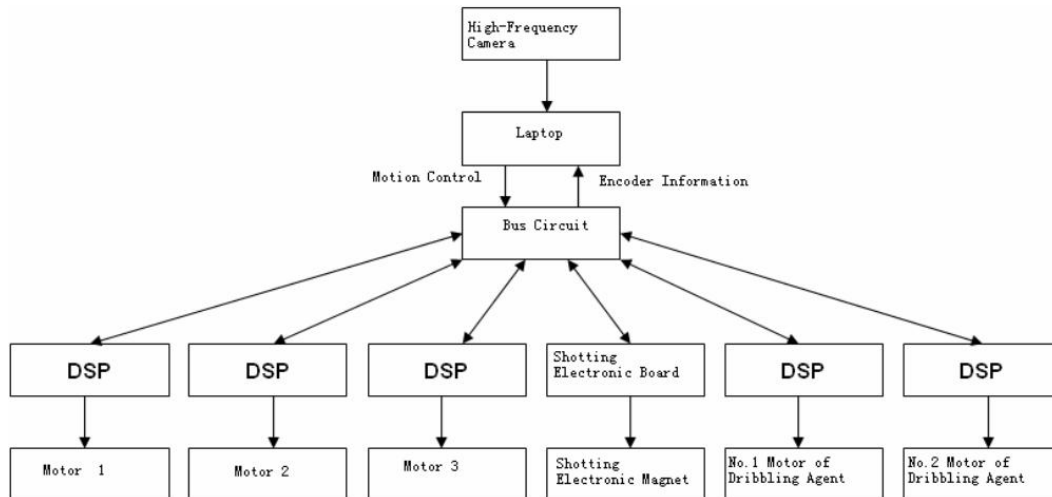 High-Frequency
Camera
Laptop
Motion Control
Encoder Information
Bus Circuit
DSP
DSP
DSP
Shotting
Electronic Board
DSP
DSP
Motor 1
Motor 2
Motor 3
Shotting
Electronic Magnet
No.1 Motor of
Dribbling Agent
No.2 Motor of
Dribbling Agent